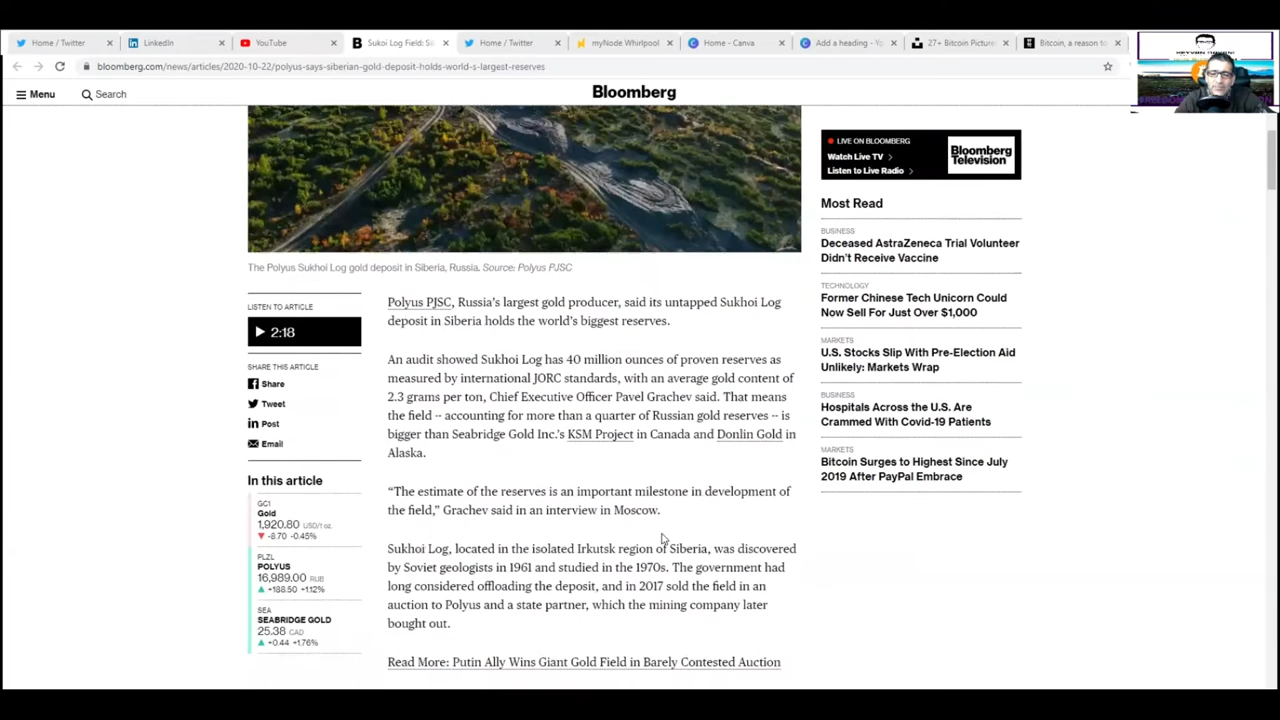 Home / Twitter
LinkedIn
YouTube
Sukoi Log Field: Si
Home / Twitter
myNode Whirlpool
Home - Canva
Add a heading - Yo
27+ Bitcoin Picture
Bitcoin, a reason to
bloomberg.com/news/articles/2020-10-22/polyus-says-siberian-gold-deposit-holds-world-s-largest-reserves
Menu
Search
Bloomberg
The Polyus Sukhoi Log gold deposit in Siberia, Russia. Source: Polyus PJSC
LISTEN TO ARTICLE
2:18
SHARE THIS ARTICLE
Share
Tweet
Post
Email
In this article
GC1
Gold
1,920.80 USD/t oz.
-8.70 -0.45%
PLZL
POLYUS
16,989.00 RUB
+188.50 +1.12%
SEA
SEABRIDGE GOLD
25.38 CAD
+0.44 +1.76%
Polyus PJSC, Russia's largest gold producer, said its untapped Sukhoi Log
deposit in Siberia holds the world's biggest reserves.
An audit showed Sukhoi Log has 40 million ounces of proven reserves as
measured by international JORC standards, with an average gold content of
2.3 grams per ton, Chief Executive Officer Pavel Grachev said. That means
the field -- accounting for more than a quarter of Russian gold reserves -- is
bigger than Seabridge Gold Inc.'s KSM Project in Canada and Donlin Gold in
Alaska.
“The estimate of the reserves is an important milestone in development of
the field,” Grachev said in an interview in Moscow.
Sukhoi Log, located in the isolated Irkutsk region of Siberia, was discovered
by Soviet geologists in 1961 and studied in the 1970s. The government had
long considered offloading the deposit, and in 2017 sold the field in an
auction to Polyus and a state partner, which the mining company later
bought out.
Read More: Putin Ally Wins Giant Gold Field in Barely Contested Auction
LIVE ON BLOOMBERG
Watch Live TV
Listen to Live Radio
Bloomberg
Television
Most Read
BUSINESS
Deceased AstraZeneca Trial Volunteer
Didn't Receive Vaccine
TECHNOLOGY
Former Chinese Tech Unicorn Could
Now Sell For Just Over $1,000
MARKETS
U.S. Stocks Slip With Pre-Election Aid
Unlikely: Markets Wrap
BUSINESS
Hospitals Across the U.S. Are
Crammed With Covid-19 Patients
MARKETS
Bitcoin Surges to Highest Since July
2019 After PayPal Embrace